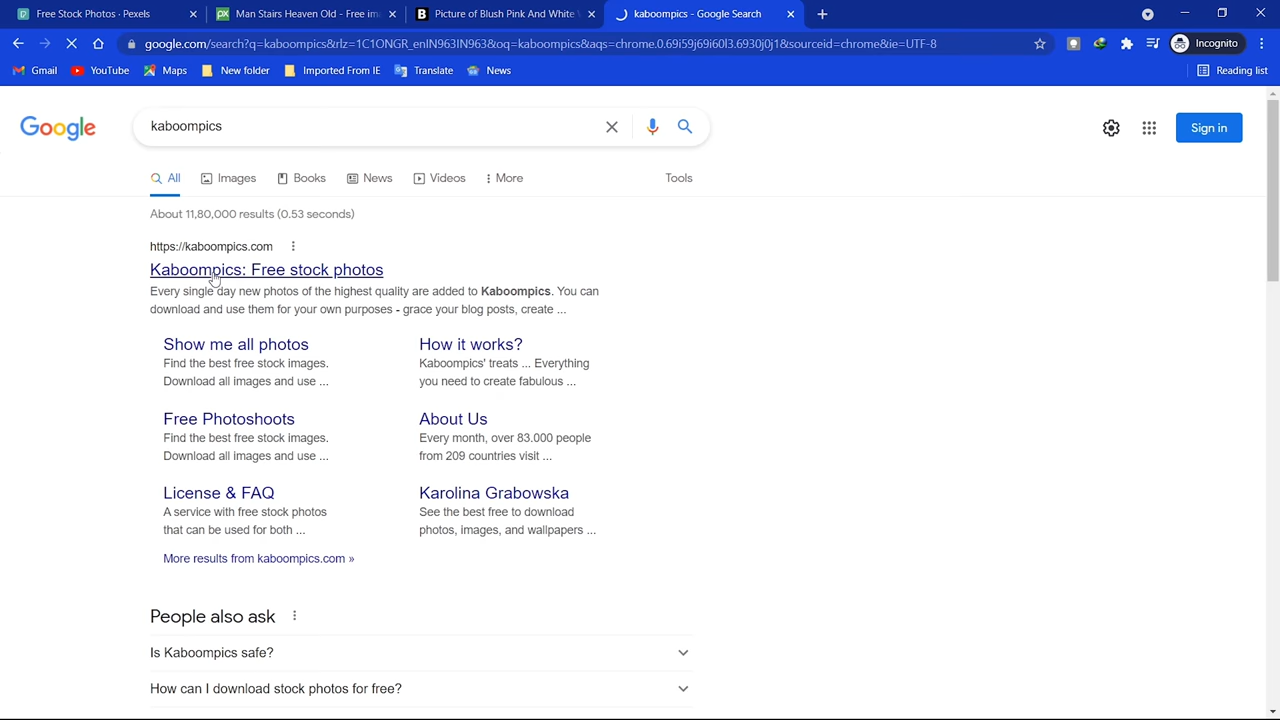 Free Stock Photos · Pexels
Man Stairs Heaven Old - Free im
Picture of Blush Pink And White
kaboompics - Google Search
google.com/search?q=kaboompics&rlz=1C1ONGR_enIN963IN963&oq=kaboompics&aqs=chrome.0.69i59j69i60l3.6930j0j1&sourceid=chrome&ie=UTF-8
Incognito
Gmail
YouTube
Maps
New folder
Imported From IE
Translate
News
Reading list
Google
kaboompics
Sign in
All
Images
Books
News
Videos
More
Tools
About 11,80,000 results (0.53 seconds)
https://kaboompics.com
Kaboompics: Free stock photos
Every single day new photos of the highest quality are added to Kaboompics. You can
download and use them for your own purposes - grace your blog posts, create ...
Show me all photos
Find the best free stock images.
Download all images and use ...
How it works?
Kaboompics' treats ... Everything
you need to create fabulous ...
Free Photoshoots
Find the best free stock images.
Download all images and use ...
About Us
Every month, over 83.000 people
from 209 countries visit ...
License & FAQ
A service with free stock photos
that can be used for both ...
Karolina Grabowska
See the best free to download
photos, images, and wallpapers ...
More results from kaboompics.com »
People also ask
Is Kaboompics safe?
How can I download stock photos for free?